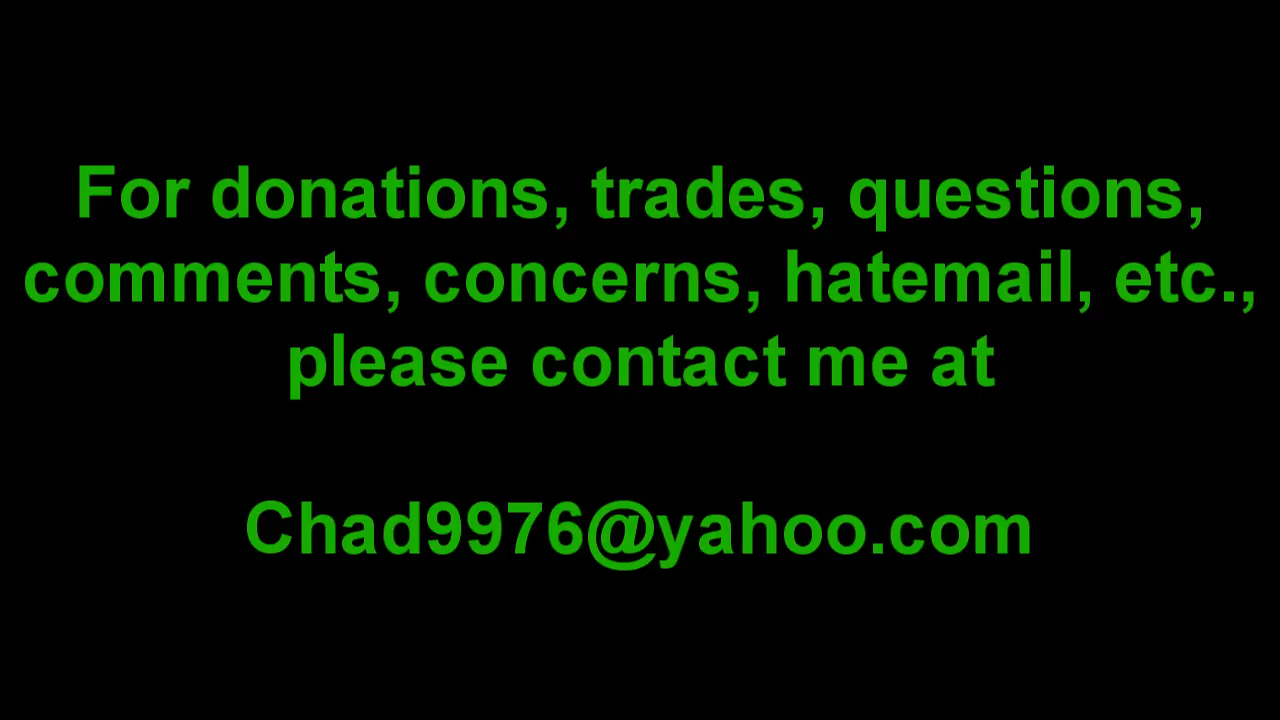 For donations, trades, questions,
comments, concerns, hatemail, etc.,
please contact me at
Chad9976@yahoo.com